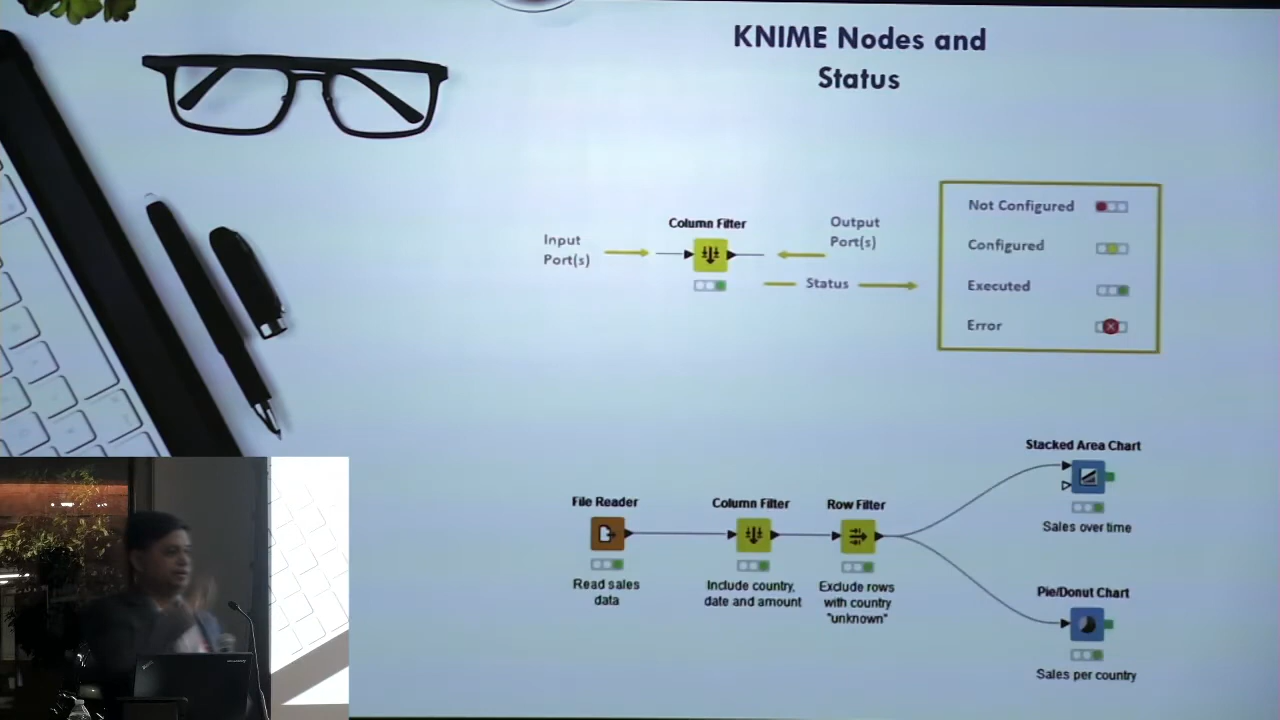 KNIME Nodes and
Status
Column Filter
Input
Port(s)
Output
Port(s)
Status
Not Configured
Configured
Executed
Error
File Reader
Read sales
data
Column Filter
Include country,
date and amount
Row Filter
Exclude rows
with country
"unknown"
Stacked Area Chart
Sales over time
Pie/Donut Chart
Sales per country